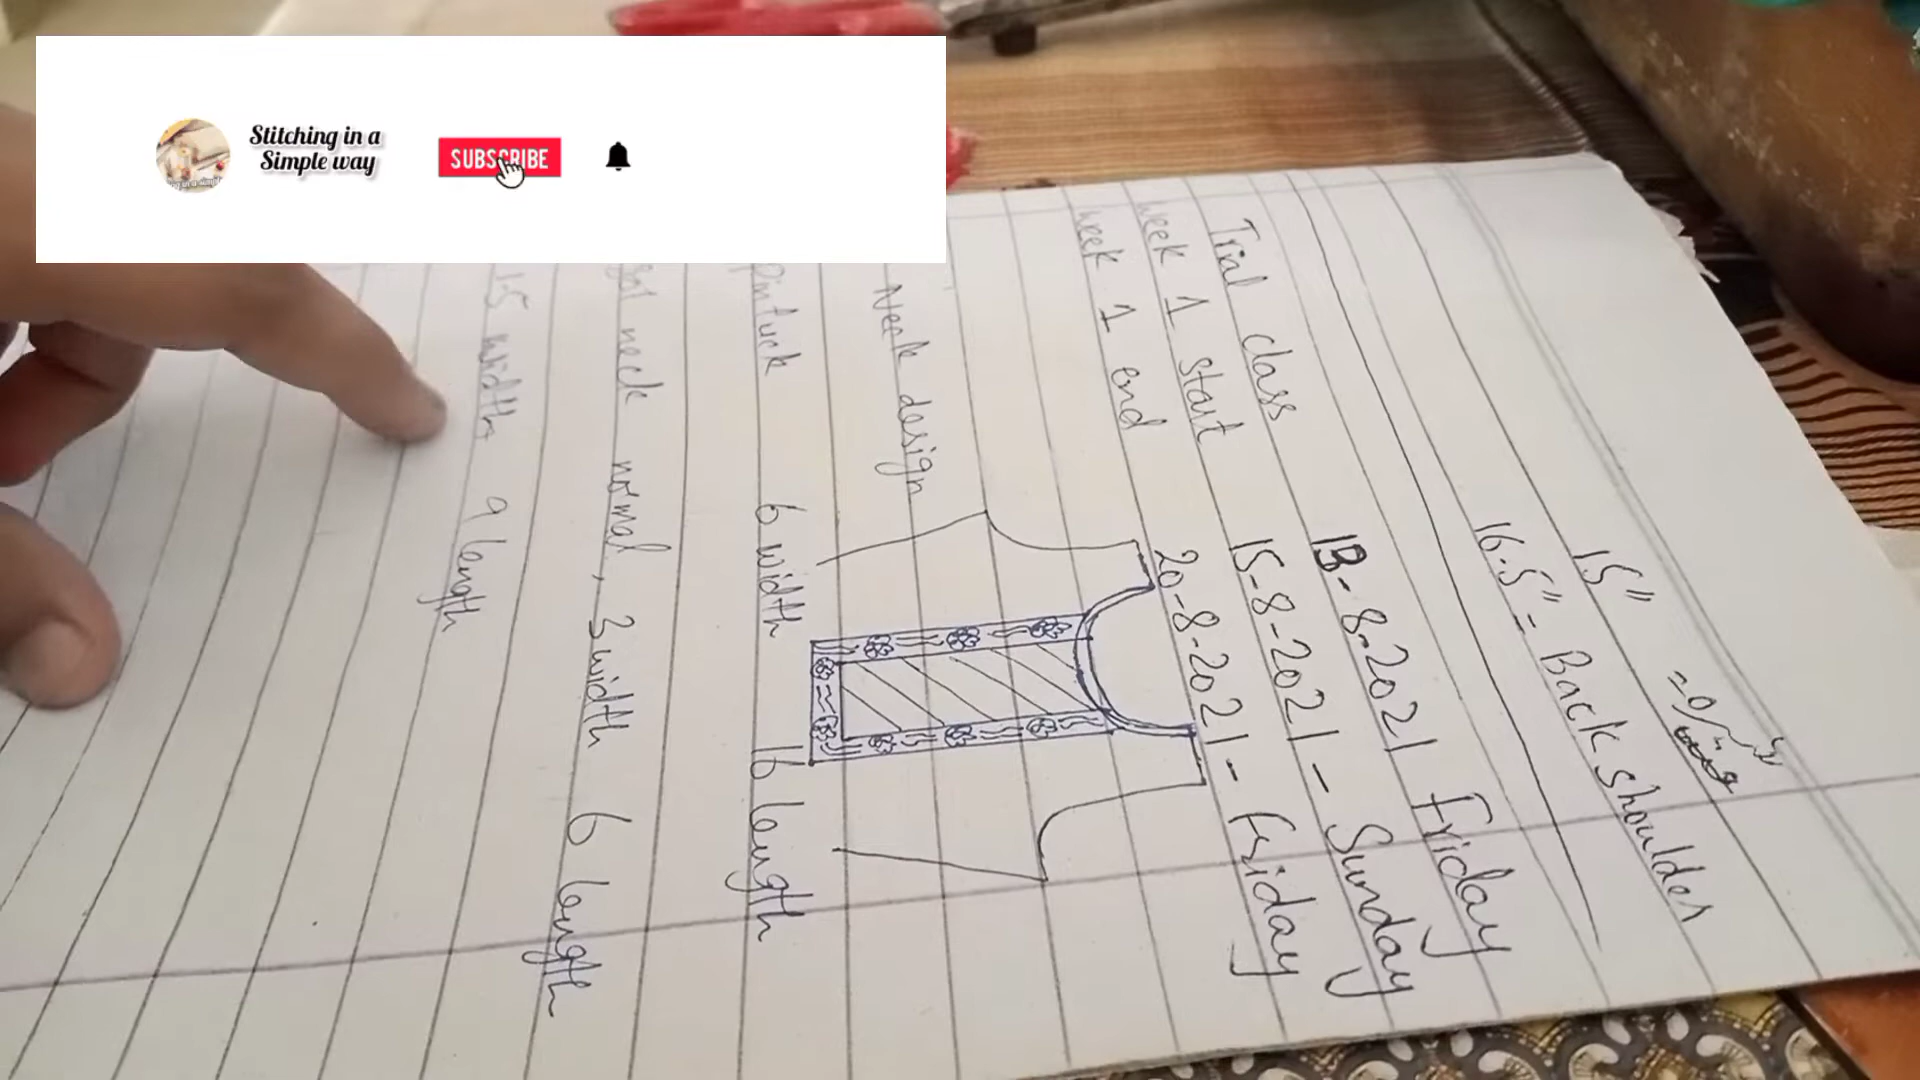 Stitching in a
Simple way
SUBSCRIBE
15"
16.5" = Back shoulder
Trial class 13-8-2021 Friday
week 1 start 15-8-2021 - Sunday
week 1 end 20-8-2021 - Friday
Neck design
pintuck 6 width 16 length
neck normal, 3 width 6 length
1.5 width 9 length